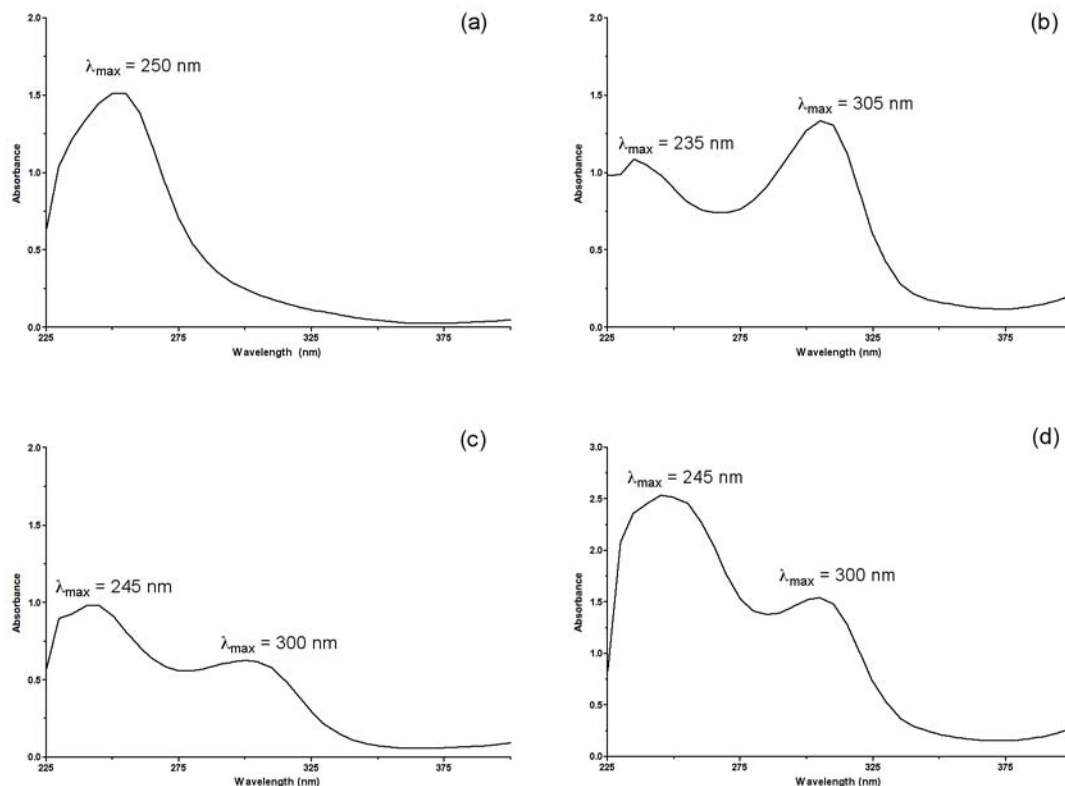 (a)
2.0
λmax = 250 nm
1.5
1.0
0.5
0.0
Absorbance
225 275 325 375
Wavelength (nm)
(b)
2.0
λmax = 305 nm
1.5
λmax = 235 nm
1.0
0.5
0.0
Absorbance
225 275 325 375
Wavelength (nm)
(c)
2.0
1.5
λmax = 245 nm
1.0
λmax = 300 nm
0.5
0.0
Absorbance
225 275 325 375
Wavelength (nm)
(d)
3.0
λmax = 245 nm
2.5
2.0
λmax = 300 nm
1.5
1.0
0.5
0.0
Absorbance
225 275 325 375
Wavelength (nm)